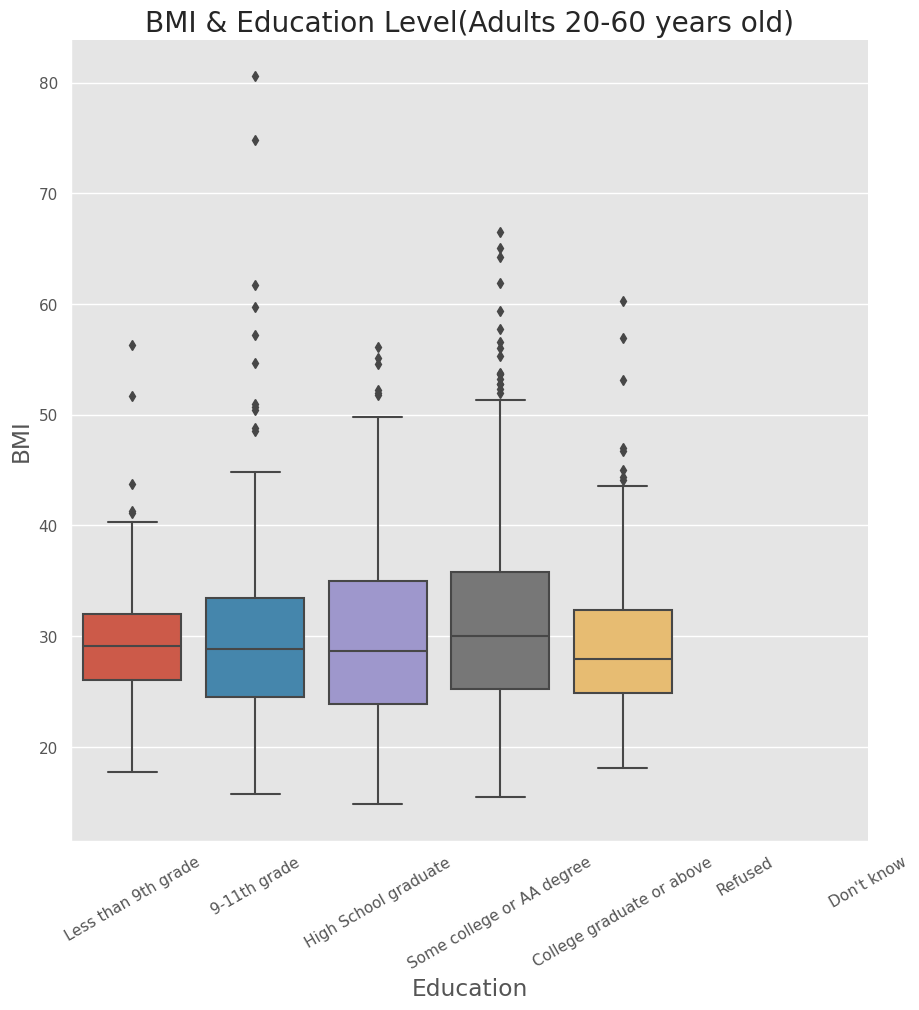 BMI & Education Level(Adults 20-60 years old)
80
70
60
50
40
30
20
BMI
Less than 9th grade
9-11th grade
High School graduate
Some college or AA degree
College graduate or above
Refused
Don't know
Education